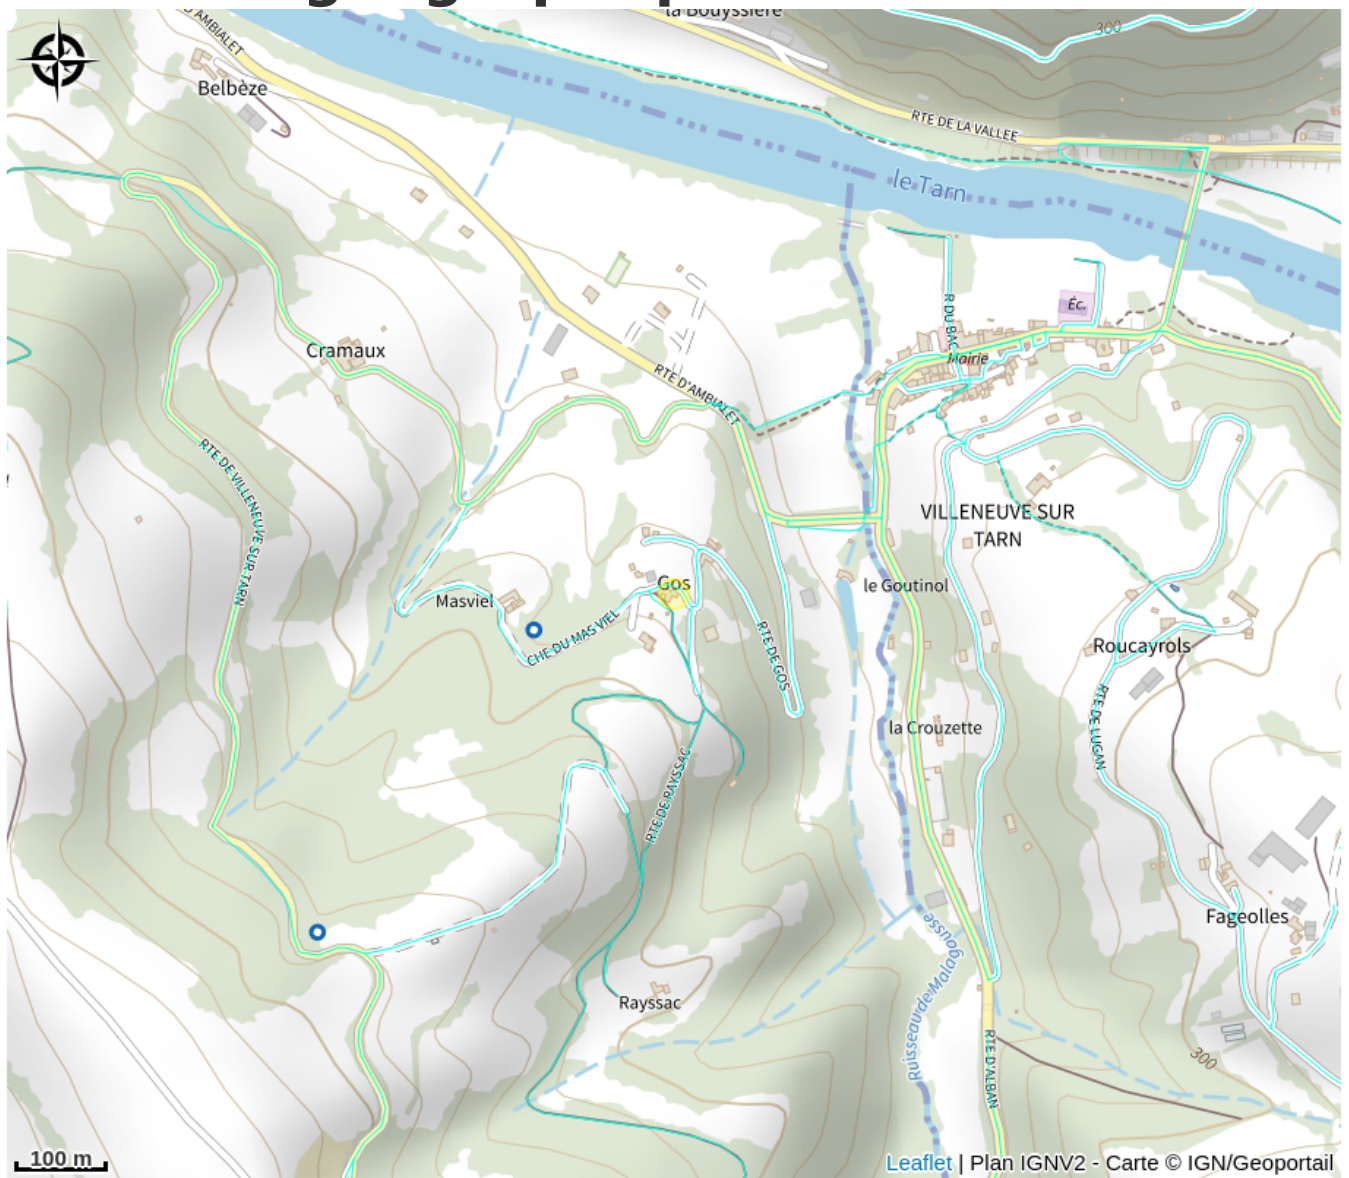 la Bouyssière
300
AMBIALET
Belbèze
RTE DE LA VALLEE
le Tarn
Éc.
R DU BAC
Mairie
Cramaux
RTE D'AMBIALET
RTE DE VILLENEUVE SUR TARN
VILLENEUVE SUR
TARN
Gos
le Goutinol
Masviel
CHE DU MAS VIEL
RTE DE GOS
Roucayrols
RTE DE LUGAN
la Crouzette
RTE DE RAYSSAC
Fageolles
Ruisseau de Malagousse
Rayssac
RTE D'ALBAN
300
100 m
Leaflet | Plan IGNV2 - Carte © IGN/Geoportail